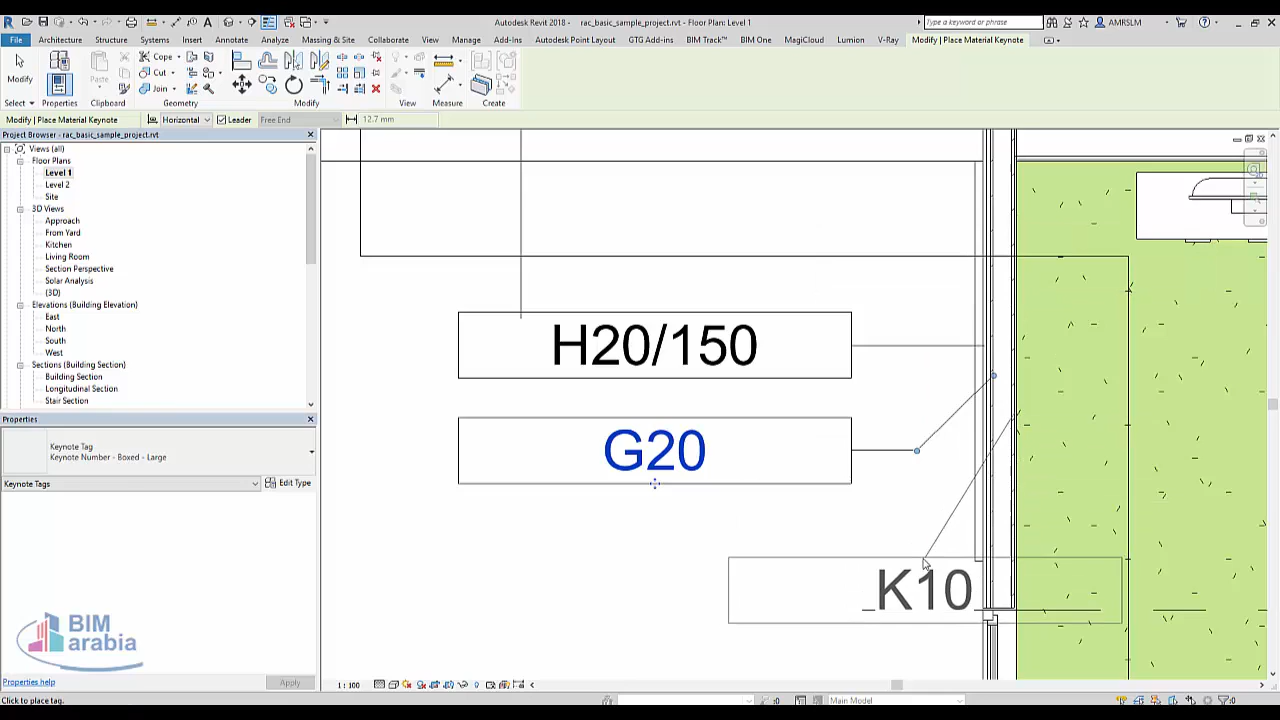 Autodesk Revit 2018 - rac_basic_sample_project.rvt - Floor Plan: Level 1
Type a keyword or phrase
AMRSLM
File Architecture Structure Systems Insert Annotate Analyze Massing & Site Collaborate View Manage Add-Ins Autodesk Point Layout GTG Add-ins BIM Track™ BIM One MagiCloud Lumion V-Ray Modify | Place Material Keynote
Modify
Paste
Cope
Cut
Join
Select Properties Clipboard Geometry Modify View Measure Create
Modify | Place Material Keynote Horizontal Leader Free End 12.7 mm
Project Browser - rac_basic_sample_project.rvt
Views (all)
Floor Plans
Level 1
Level 2
Site
3D Views
Approach
From Yard
Kitchen
Living Room
Section Perspective
Solar Analysis
{3D}
Elevations (Building Elevation)
East
North
South
West
Sections (Building Section)
Building Section
Longitudinal Section
Stair Section
Properties
Keynote Tag
Keynote Number - Boxed - Large
Keynote Tags
Edit Type
H20/150
G20
_K10
BIM
arabia
Properties help
Apply
1 : 100
Click to place tag.
:0
Main Model
:0